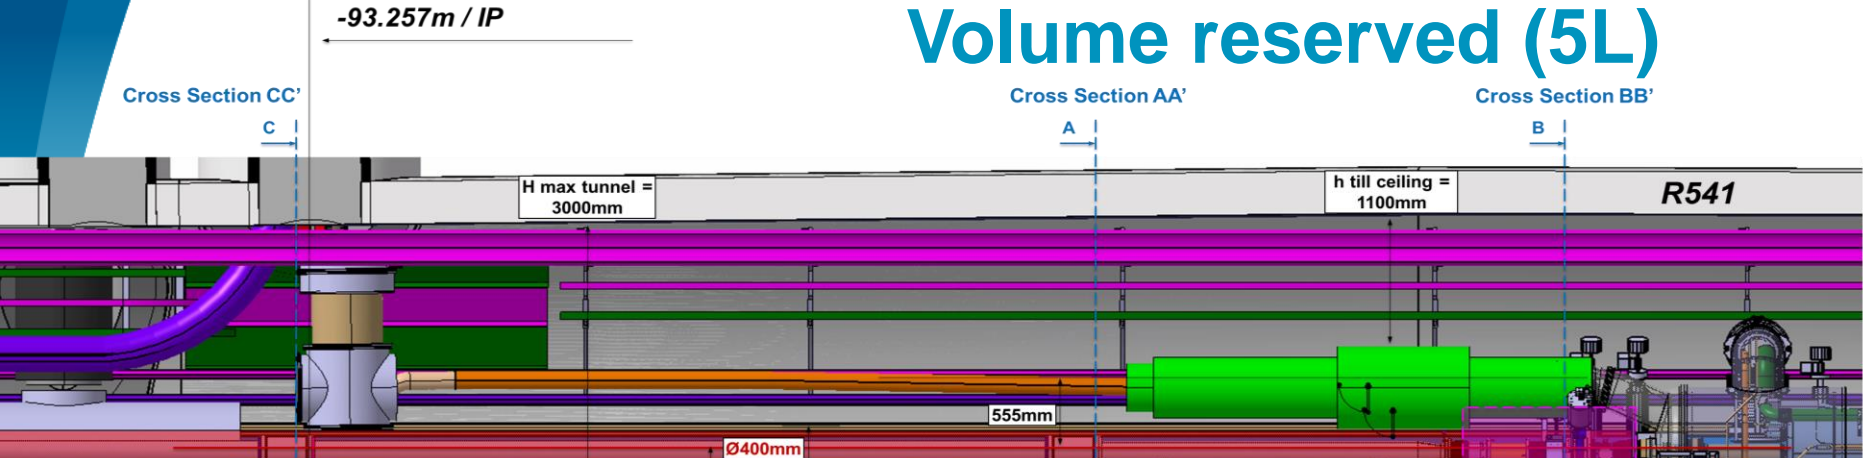 -93.257m / IP
Volume reserved (5L)
Cross Section CC’
Cross Section AA’
Cross Section BB’
C
A
B
H max tunnel =
3000mm
h till ceiling =
1100mm
R541
555mm
Ø400mm